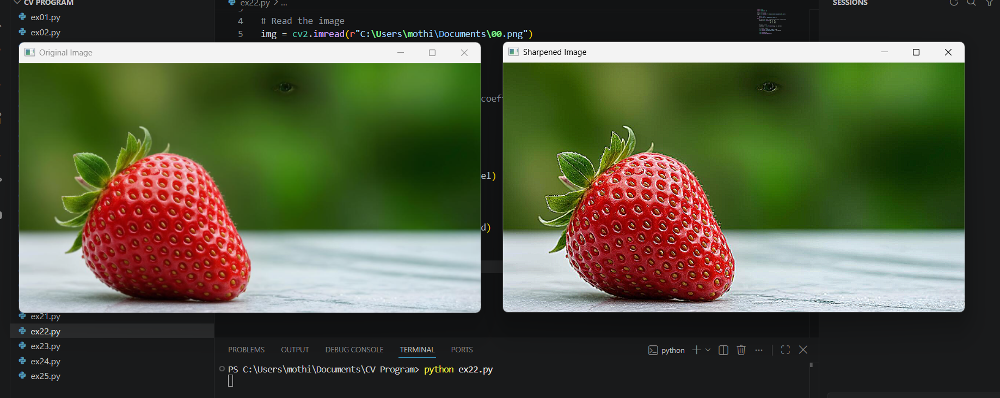 CV PROGRAM
ex01.py
ex02.py
ex22.py > ...
4 # Read the image
5 img = cv2.imread(r"C:\Users\mothi\Documents\00.png")
Original Image
Sharpened Image
coef
el)
d)
ex21.py
ex22.py
ex23.py
ex24.py
ex25.py
SESSIONS
PROBLEMS OUTPUT DEBUG CONSOLE TERMINAL PORTS
python
PS C:\Users\mothi\Documents\CV Program> python ex22.py